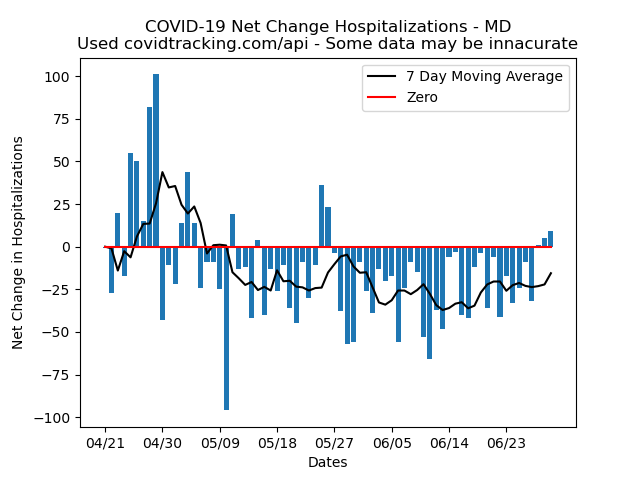 COVID-19 Net Change Hospitalizations - MD
Used covidtracking.com/api - Some data may be innacurate
7 Day Moving Average
Zero
Net Change in Hospitalizations
100
75
50
25
0
−25
−50
−75
−100
04/21 04/30 05/09 05/18 05/27 06/05 06/14 06/23
Dates